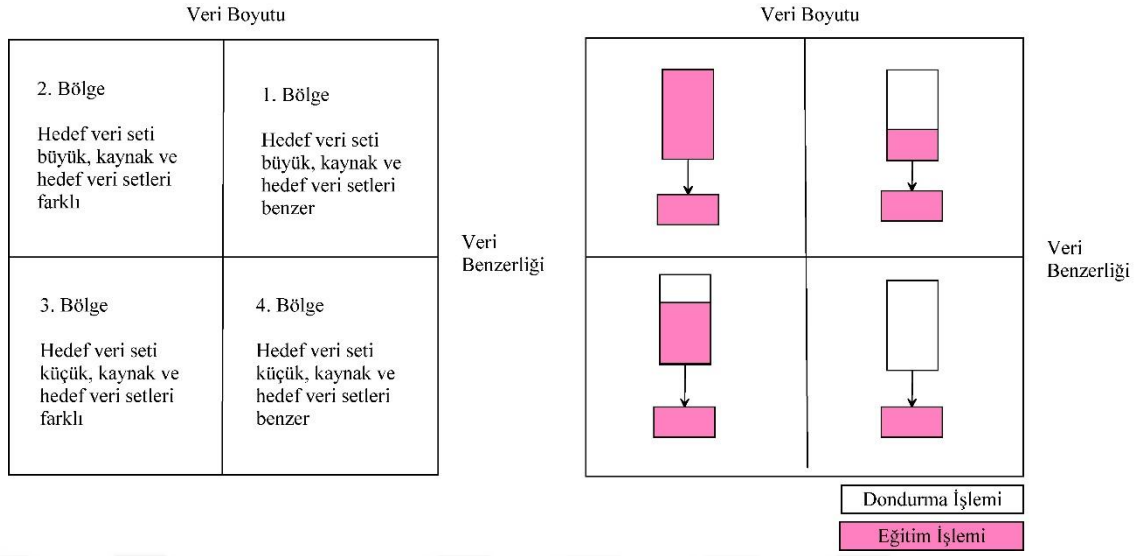 Veri Boyutu
2. Bölge
Hedef veri seti
büyük, kaynak ve
hedef veri setleri
farklı
1. Bölge
Hedef veri seti
büyük, kaynak ve
hedef veri setleri
benzer
3. Bölge
Hedef veri seti
küçük, kaynak ve
hedef veri setleri
farklı
4. Bölge
Hedef veri seti
küçük, kaynak ve
hedef veri setleri
benzer
Veri
Benzerliği
Veri Boyutu
Veri
Benzerliği
Dondurma İşlemi
Eğitim İşlemi